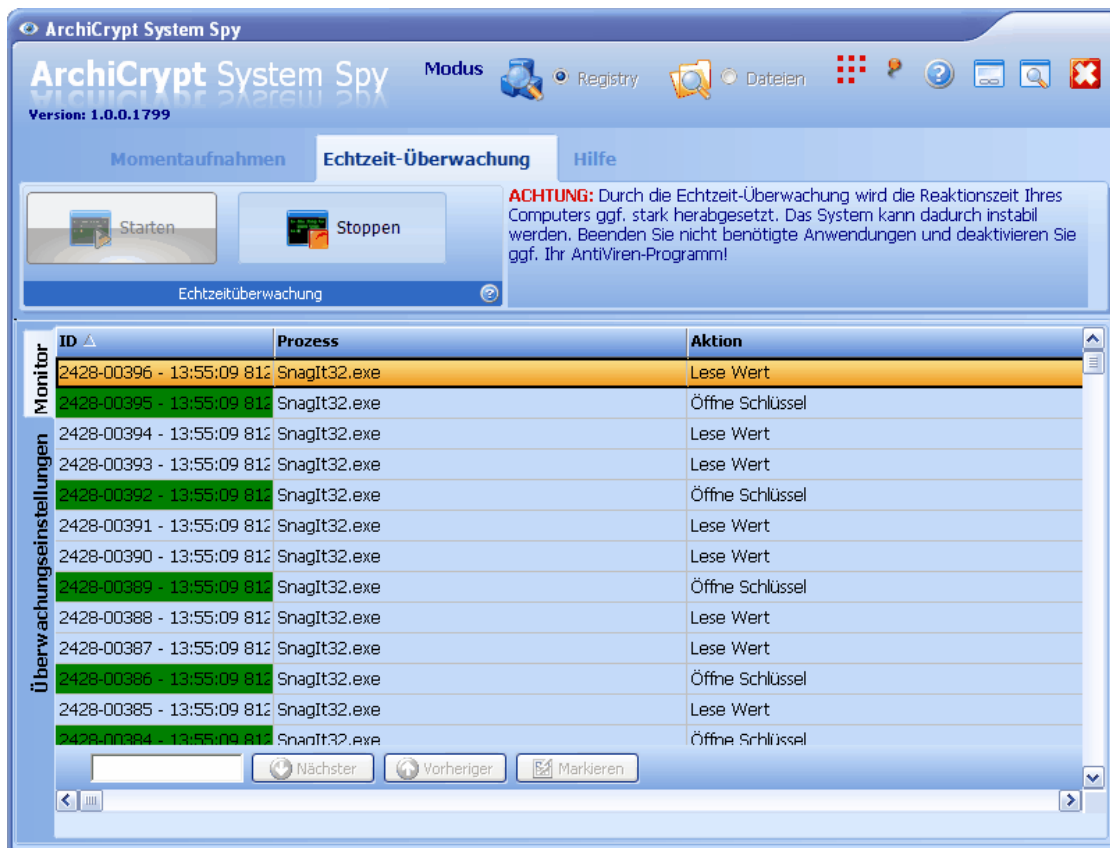 ArchiCrypt System Spy
ArchiCrypt System Spy
Modus
Registry
Dateien
Version: 1.0.0.1799
Momentaufnahmen
Echtzeit-Überwachung
Hilfe
Starten
Stoppen
Echtzeitüberwachung
ACHTUNG: Durch die Echtzeit-Überwachung wird die Reaktionszeit Ihres
Computers ggf. stark herabgesetzt. Das System kann dadurch instabil
werden. Beenden Sie nicht benötigte Anwendungen und deaktivieren Sie
ggf. Ihr AntiViren-Programm!
Monitor
Überwachungseinstellungen
ID Prozess Aktion
2428-00396 - 13:55:09 812 SnagIt32.exe Lese Wert
2428-00395 - 13:55:09 812 SnagIt32.exe Öffne Schlüssel
2428-00394 - 13:55:09 812 SnagIt32.exe Lese Wert
2428-00393 - 13:55:09 812 SnagIt32.exe Lese Wert
2428-00392 - 13:55:09 812 SnagIt32.exe Öffne Schlüssel
2428-00391 - 13:55:09 812 SnagIt32.exe Lese Wert
2428-00390 - 13:55:09 812 SnagIt32.exe Lese Wert
2428-00389 - 13:55:09 812 SnagIt32.exe Öffne Schlüssel
2428-00388 - 13:55:09 812 SnagIt32.exe Lese Wert
2428-00387 - 13:55:09 812 SnagIt32.exe Lese Wert
2428-00386 - 13:55:09 812 SnagIt32.exe Öffne Schlüssel
2428-00385 - 13:55:09 812 SnagIt32.exe Lese Wert
2428-00384 - 13:55:09 812 SnagIt32.exe Öffne Schlüssel
Nächster
Vorheriger
Markieren